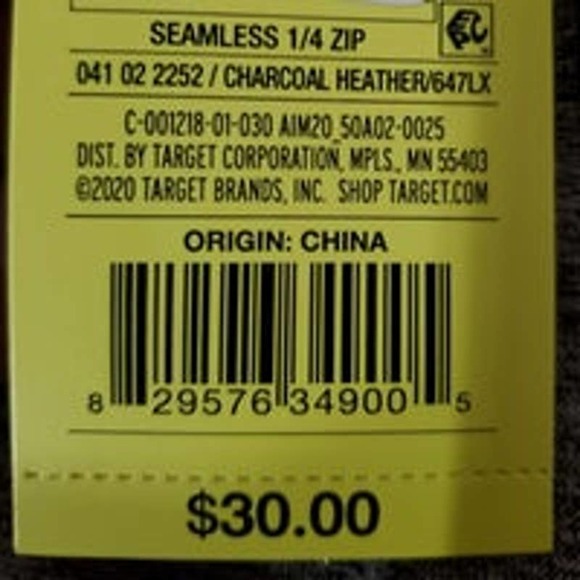 SEAMLESS 1/4 ZIP
041 02 2252 / CHARCOAL HEATHER/647LX
C-001218-01-030 AIM20_50A02-0025
DIST. BY TARGET CORPORATION, MPLS., MN 55403
©2020 TARGET BRANDS, INC. SHOP TARGET.COM
ORIGIN: CHINA
8 29576 34900 5
$30.00